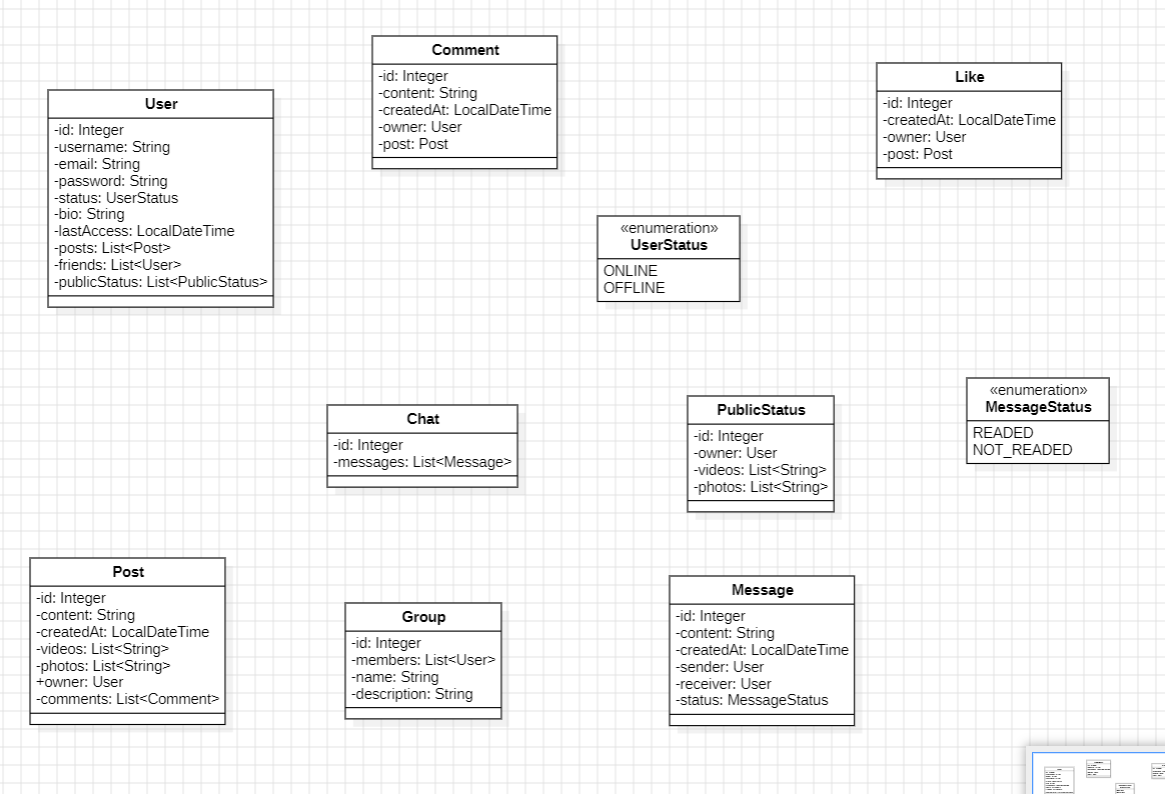 Comment
-id: Integer
-content: String
-createdAt: LocalDateTime
-owner: User
-post: Post
Like
-id: Integer
-createdAt: LocalDateTime
-owner: User
-post: Post
User
-id: Integer
-username: String
-email: String
-password: String
-status: UserStatus
-bio: String
-lastAccess: LocalDateTime
-posts: List<Post>
-friends: List<User>
-publicStatus: List<PublicStatus>
«enumeration»
UserStatus
ONLINE
OFFLINE
Chat
-id: Integer
-messages: List<Message>
PublicStatus
-id: Integer
-owner: User
-videos: List<String>
-photos: List<String>
«enumeration»
MessageStatus
READED
NOT_READED
Post
-id: Integer
-content: String
-createdAt: LocalDateTime
-videos: List<String>
-photos: List<String>
+owner: User
-comments: List<Comment>
Group
-id: Integer
-members: List<User>
-name: String
-description: String
Message
-id: Integer
-content: String
-createdAt: LocalDateTime
-sender: User
-receiver: User
-status: MessageStatus